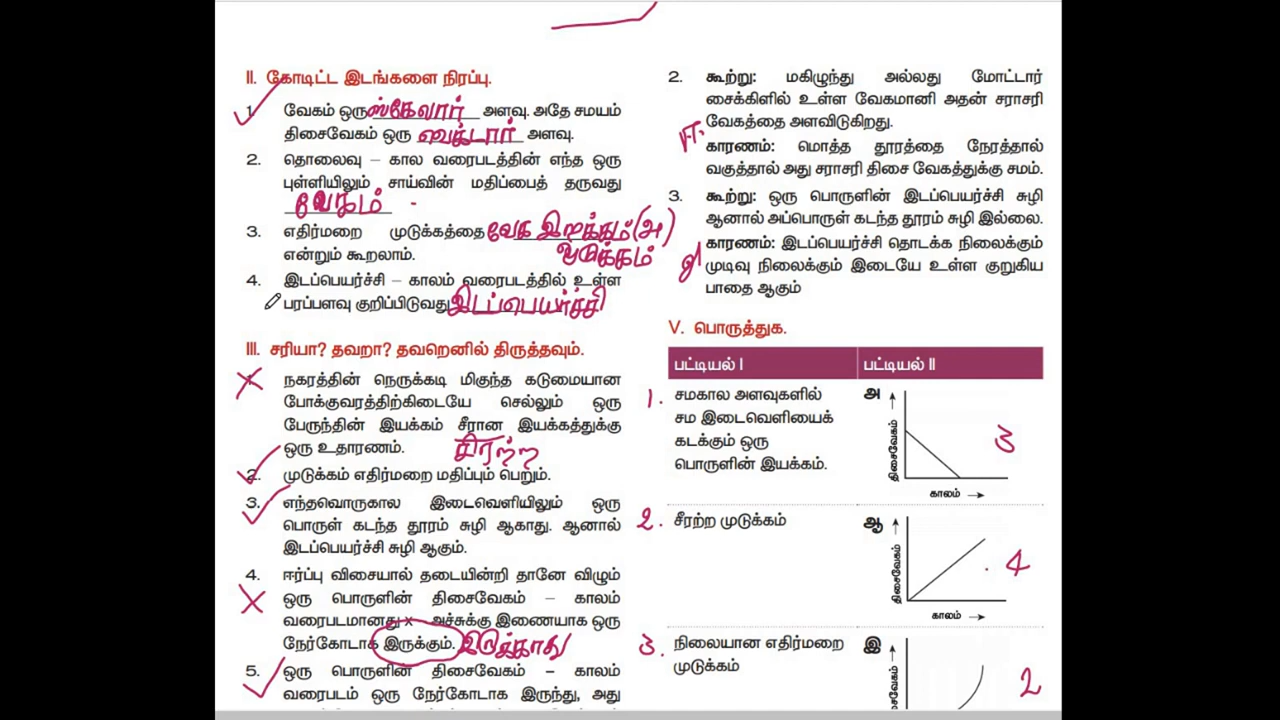 II. கோடிட்ட இடங்களை நிரப்பு.
1. வேகம் ஒரு ஸ்கேலார் அளவு. அதே சமயம்
திசைவேகம் ஒரு வெக்டார் அளவு.
2. தொலைவு – கால வரைபடத்தின் எந்த ஒரு
புள்ளியிலும் சாய்வின் மதிப்பைத் தருவது
வேகம்
3. எதிர்மறை முடுக்கத்தை வேக இறக்கம் (அ)
என்றும் கூறலாம். முடுக்கம்
4. இடப்பெயர்ச்சி – காலம் வரைபடத்தில் உள்ள
பரப்பளவு குறிப்பிடுவது இடப்பெயர்ச்சி
III. சரியா? தவறா? தவறெனில் திருத்தவும்.
நகரத்தின் நெருக்கடி மிகுந்த கடுமையான
போக்குவரத்திற்கிடையே செல்லும் ஒரு
பேருந்தின் இயக்கம் சீரான இயக்கத்துக்கு
ஒரு உதாரணம். சீரற்ற
2. முடுக்கம் எதிர்மறை மதிப்பும் பெறும்.
3. எந்தவொருகால இடைவெளியிலும் ஒரு
பொருள் கடந்த தூரம் சுழி ஆகாது. ஆனால்
இடப்பெயர்ச்சி சுழி ஆகும்.
4. ஈர்ப்பு விசையால் தடையின்றி தானே விழும்
ஒரு பொருளின் திசைவேகம் – காலம்
வரைபடமானது x அச்சுக்கு இணையாக ஒரு
நேர்கோடாக இருக்கும். இருக்காது
5. ஒரு பொருளின் திசைவேகம் – காலம்
வரைபடம் ஒரு நேர்கோடாக இருந்து, அது
2. கூற்று: மகிழுந்து அல்லது மோட்டார்
சைக்கிளில் உள்ள வேகமானி அதன் சராசரி
வேகத்தை அளவிடுகிறது.
காரணம்: மொத்த தூரத்தை நேரத்தால்
வகுத்தால் அது சராசரி திசை வேகத்துக்கு சமம்.
3. கூற்று: ஒரு பொருளின் இடப்பெயர்ச்சி சுழி
ஆனால் அப்பொருள் கடந்த தூரம் சுழி இல்லை.
காரணம்: இடப்பெயர்ச்சி தொடக்க நிலைக்கும்
முடிவு நிலைக்கும் இடையே உள்ள குறுகிய
பாதை ஆகும்
V. பொருத்துக.
பட்டியல் I பட்டியல் II
1. சமகால அளவுகளில்
சம இடைவெளியைக்
கடக்கும் ஒரு
பொருளின் இயக்கம்.
அ திசைவேகம் 3
காலம்
2. சீரற்ற முடுக்கம்
ஆ திசைவேகம் 4
காலம்
3. நிலையான எதிர்மறை
முடுக்கம்
இ திசைவேகம் 2